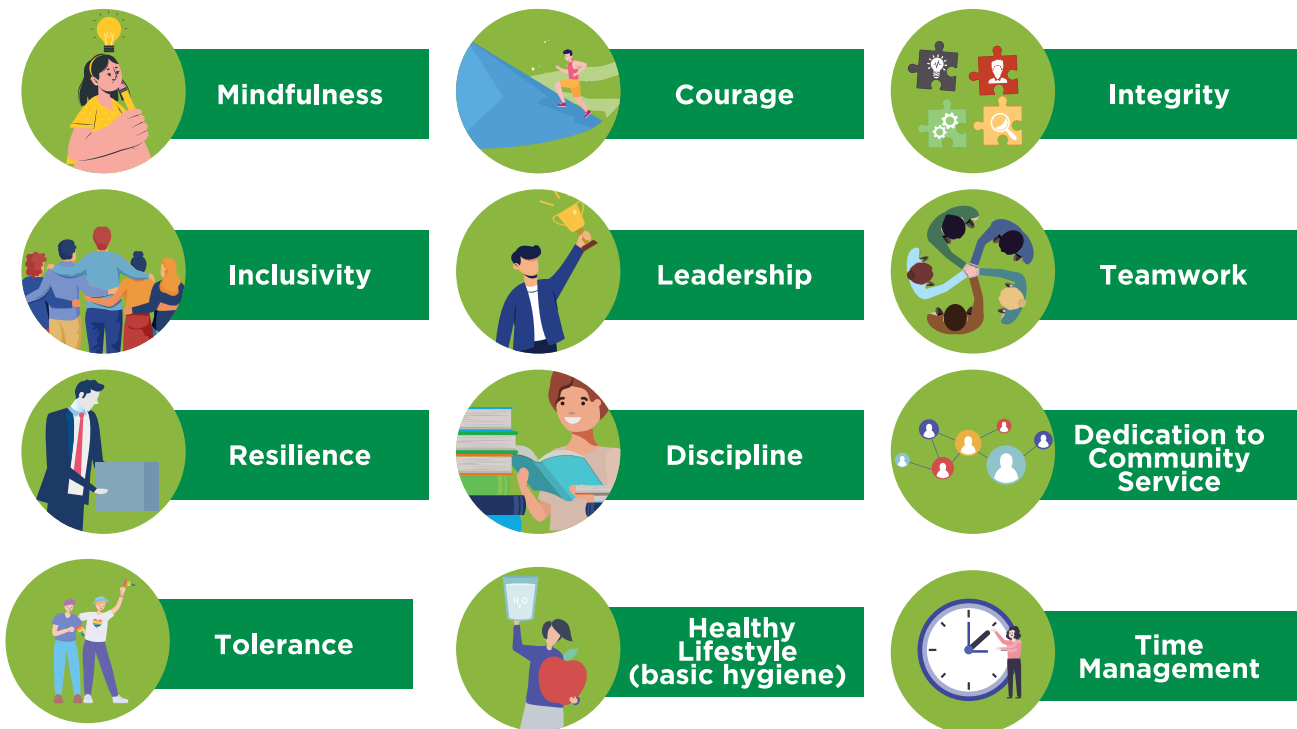 Mindfulness
Courage
Integrity
Inclusivity
Leadership
Teamwork
Resilience
Discipline
Dedication to
Community
Service
Tolerance
H₂O
Healthy
Lifestyle
(basic hygiene)
Time
Management